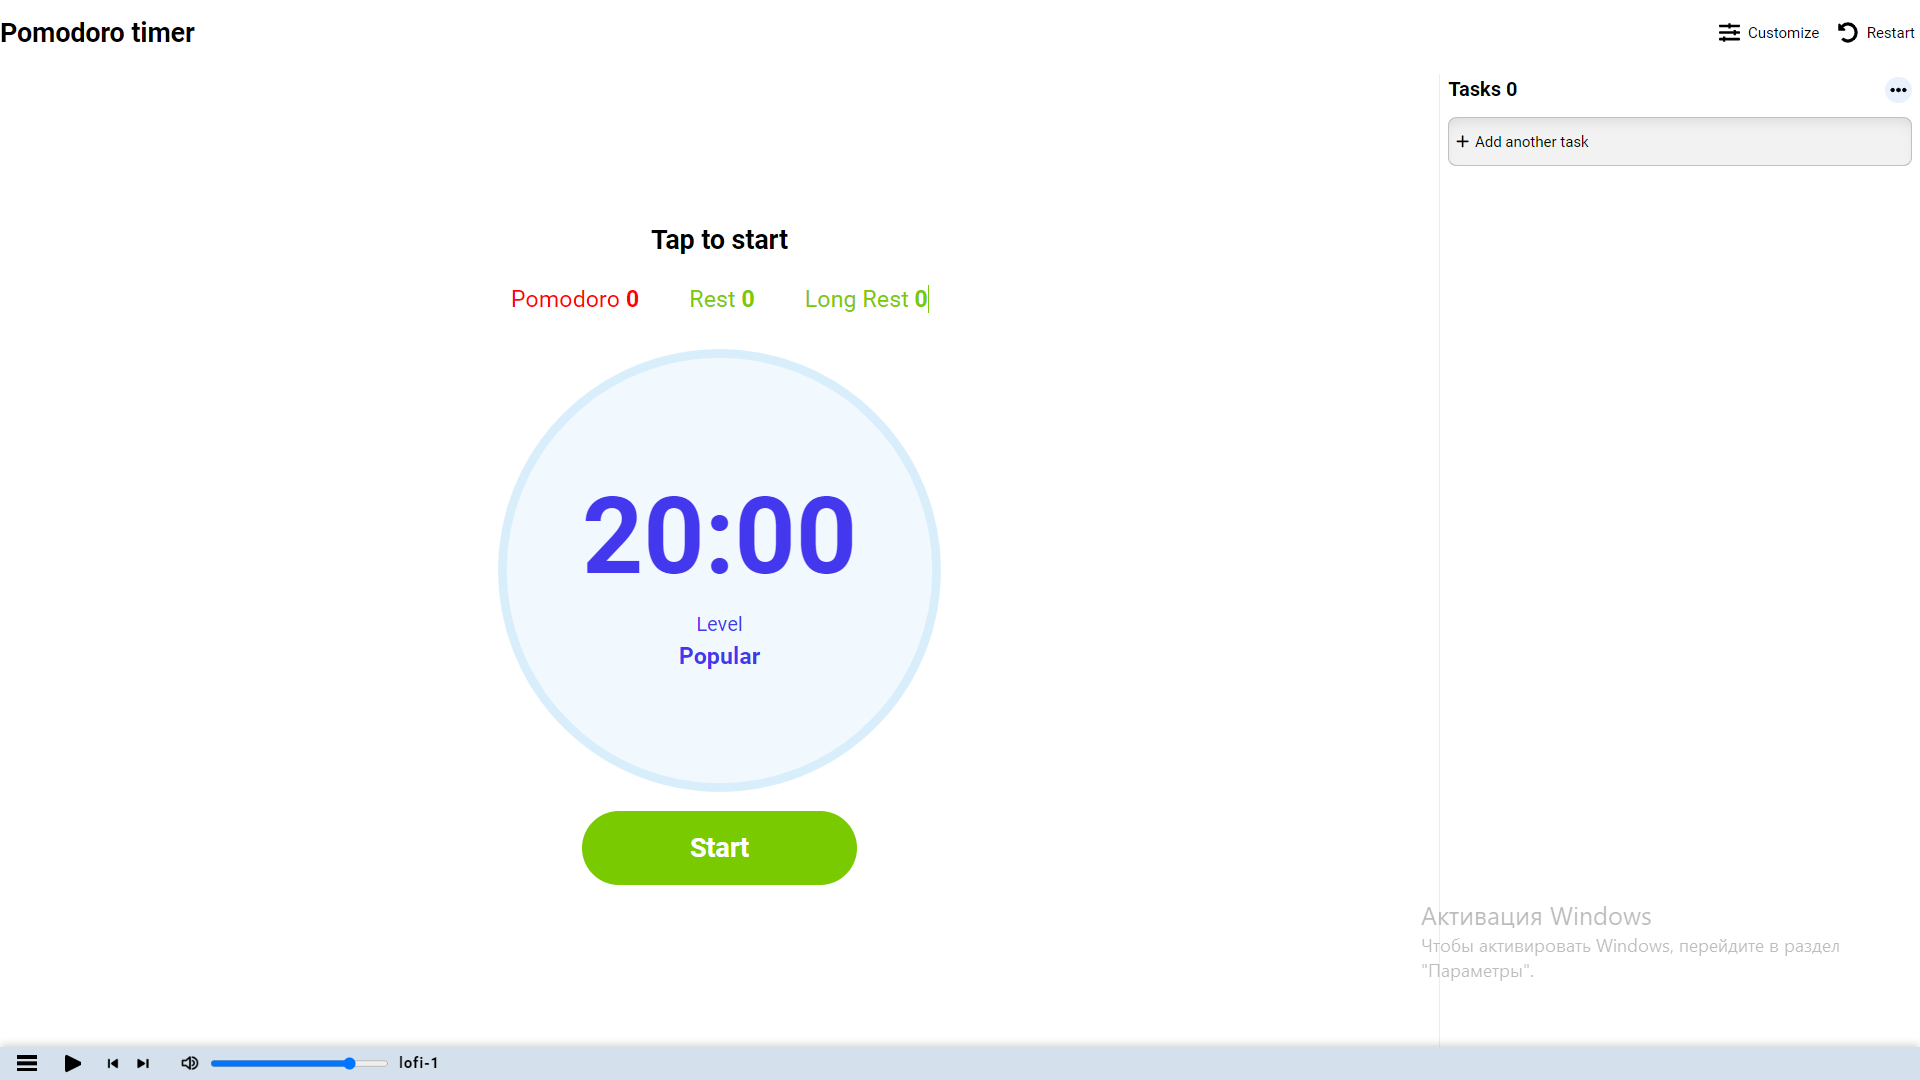 Pomodoro timer
Customize
Restart
Tasks 0
Add another task
Tap to start
Pomodoro 0
Rest 0
Long Rest 0
20:00
Level
Popular
Start
Активация Windows
Чтобы активировать Windows, перейдите в раздел
"Параметры".
lofi-1